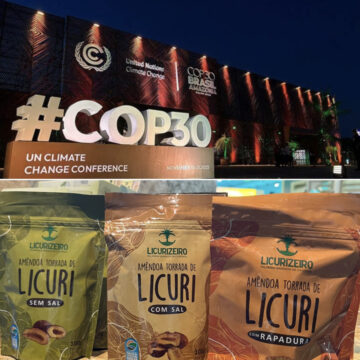 United Nations
Climate Change
COP30
BRASIL
AMAZÔNIA
#COP30
UN CLIMATE
CHANGE CONFERENCE
LICURIZEIRO
AMÊNDOA TORRADA DE
LICURI
SEM SAL
LICURIZEIRO
AMÊNDOA TORRADA DE
LICURI
COM SAL
LICURIZEIRO
AMÊNDOA TORRADA DE
LICURI
COM RAPADURA